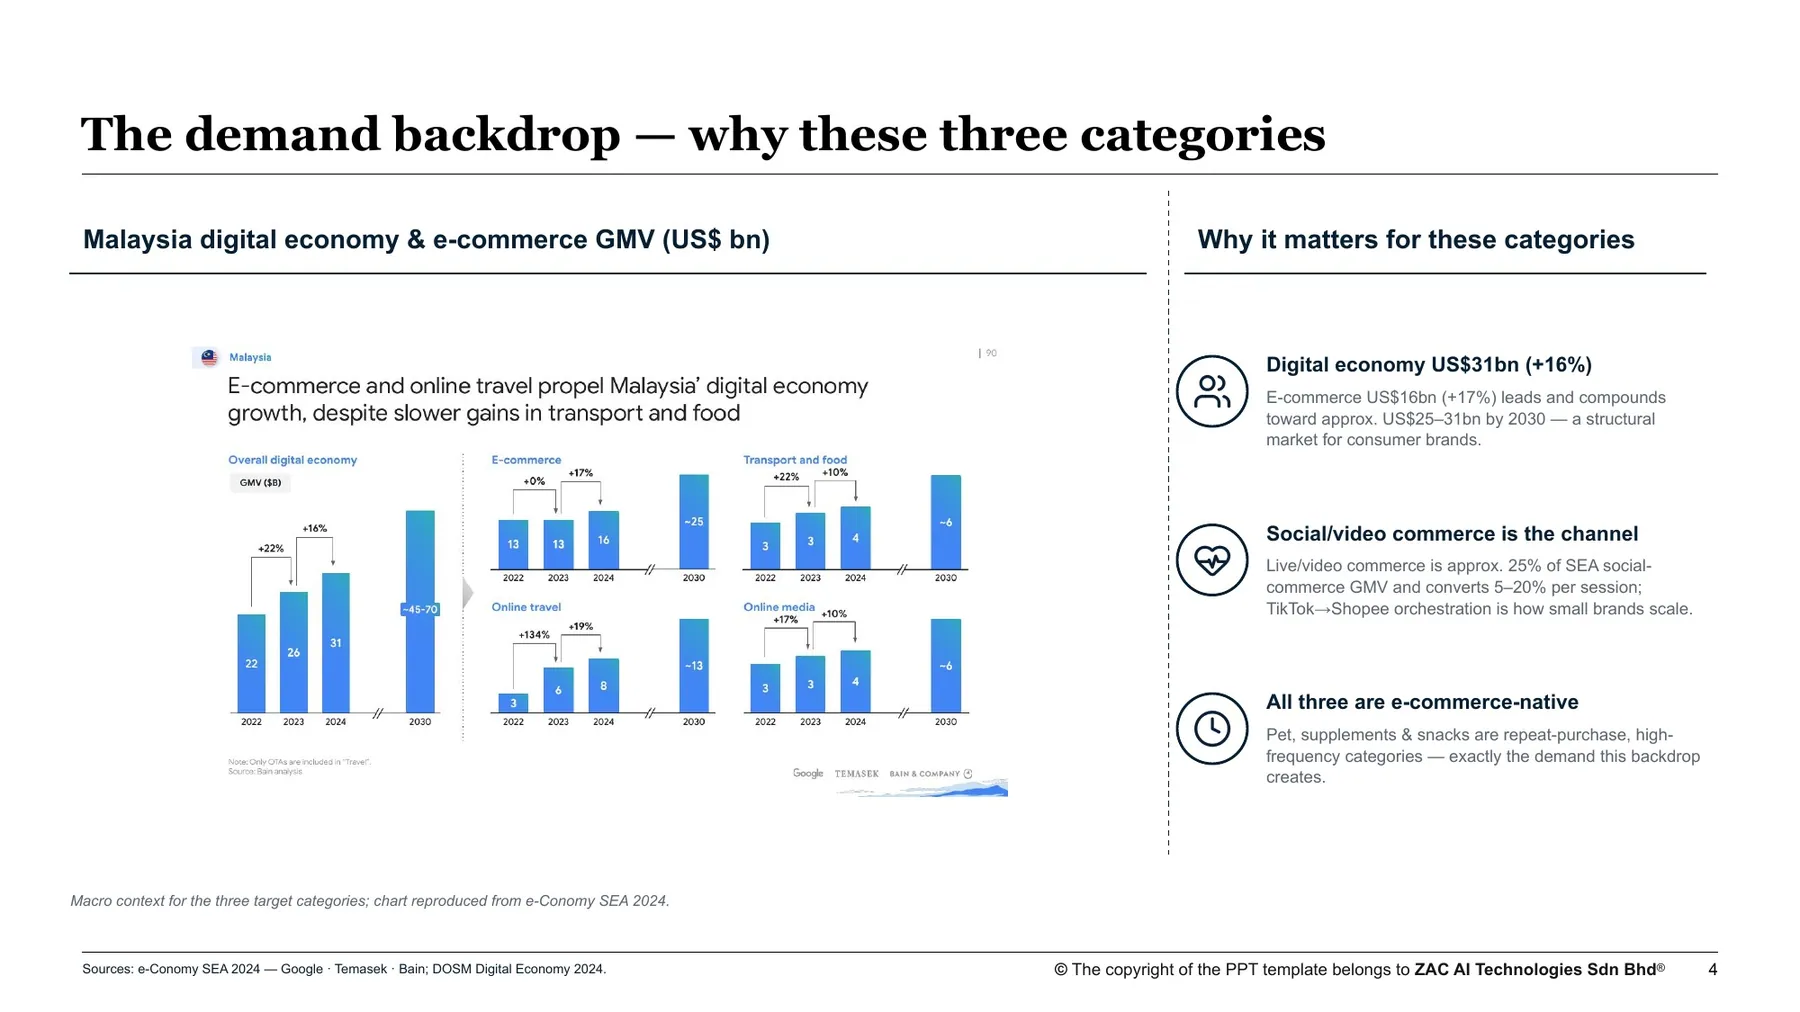 The demand backdrop — why these three categories
Malaysia digital economy & e-commerce GMV (US$ bn)
Malaysia
| 90
E-commerce and online travel propel Malaysia’ digital economy
growth, despite slower gains in transport and food
Overall digital economy
GMV ($B)
+22%
+16%
22
26
31
~45-70
2022
2023
2024
2030
E-commerce
+0%
+17%
13
13
16
~25
2022
2023
2024
2030
Transport and food
+22%
+10%
3
3
4
~6
2022
2023
2024
2030
Online travel
+134%
+19%
3
6
8
~13
2022
2023
2024
2030
Online media
+17%
+10%
3
3
4
~6
2022
2023
2024
2030
Note: Only OTAs are included in "Travel".
Source: Bain analysis
Google TEMASEK BAIN & COMPANY
Why it matters for these categories
Digital economy US$31bn (+16%)
E-commerce US$16bn (+17%) leads and compounds
toward approx. US$25–31bn by 2030 — a structural
market for consumer brands.
Social/video commerce is the channel
Live/video commerce is approx. 25% of SEA social-
commerce GMV and converts 5–20% per session;
TikTok→Shopee orchestration is how small brands scale.
All three are e-commerce-native
Pet, supplements & snacks are repeat-purchase, high-
frequency categories — exactly the demand this backdrop
creates.
Macro context for the three target categories; chart reproduced from e-Conomy SEA 2024.
Sources: e-Conomy SEA 2024 — Google · Temasek · Bain; DOSM Digital Economy 2024.
© The copyright of the PPT template belongs to ZAC AI Technologies Sdn Bhd®
4